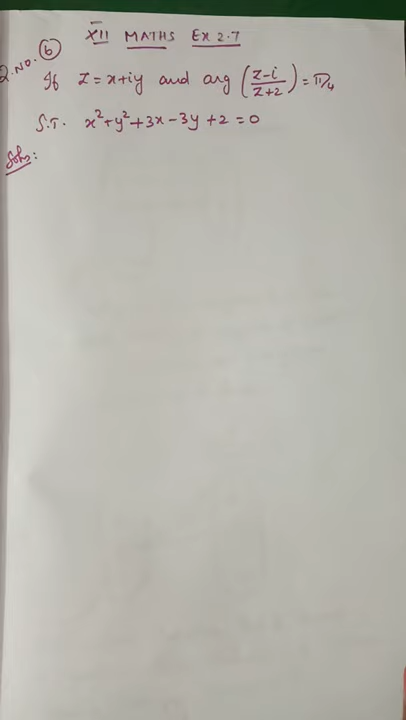 XII MATHS Ex 2.7
Q.NO. 6
If Z = x+iy and arg (Z-i/Z+2) = π/4
S.T. x²+y²+3x-3y+2 = 0
Soln: